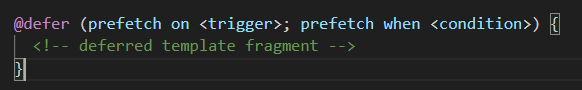 @defer (prefetch on <trigger>; prefetch when <condition>) {
  <!-- deferred template fragment -->
}